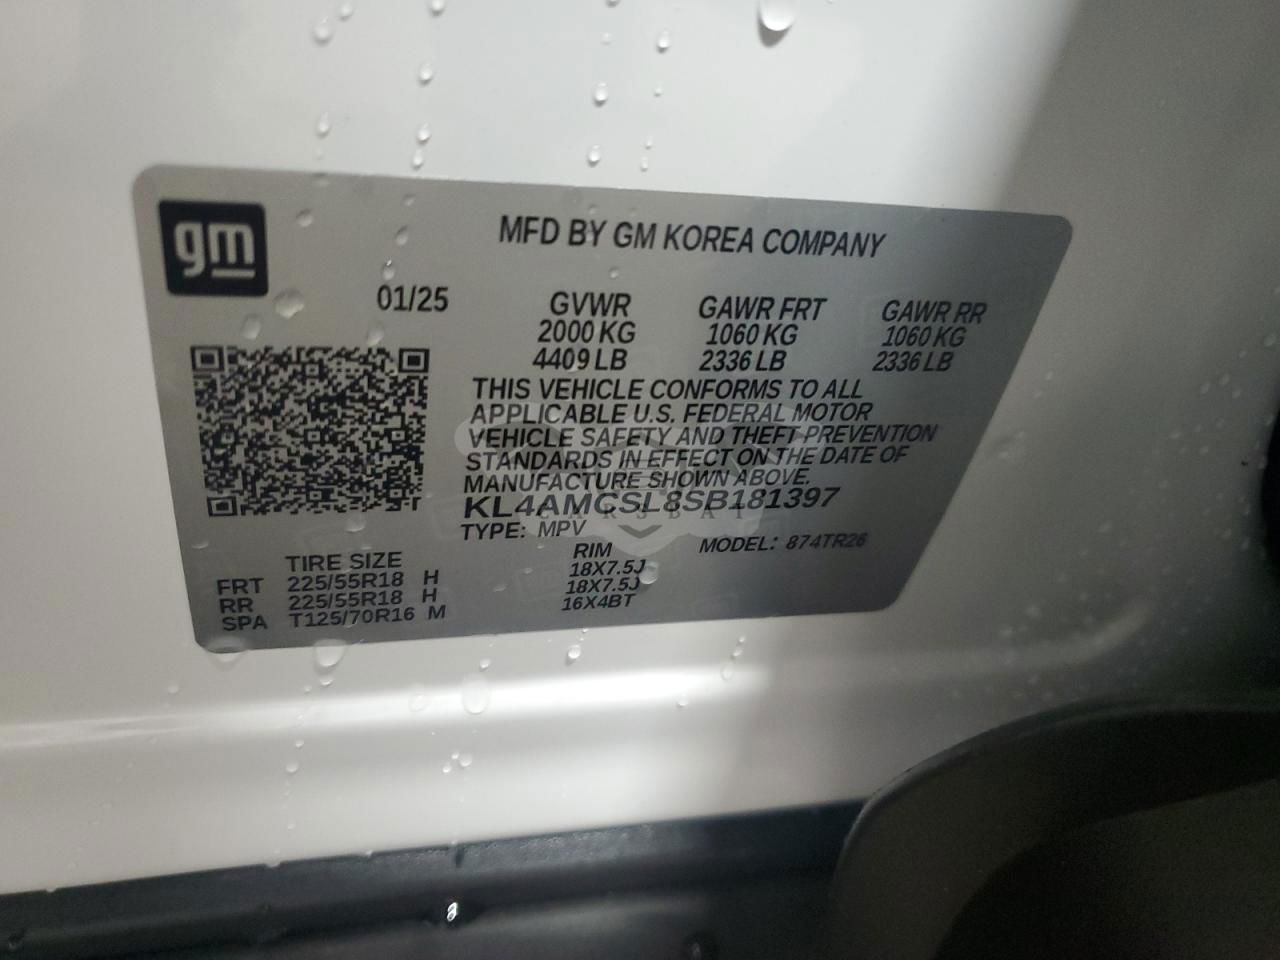 gm
MFD BY GM KOREA COMPANY
01/25 GVWR GAWR FRT GAWR RR
2000 KG 1060 KG 1060 KG
4409 LB 2336 LB 2336 LB
THIS VEHICLE CONFORMS TO ALL
APPLICABLE U.S. FEDERAL MOTOR
VEHICLE SAFETY AND THEFT PREVENTION
STANDARDS IN EFFECT ON THE DATE OF
MANUFACTURE SHOWN ABOVE.
KL4AMCSL8SB181397
CARSBAT
TYPE: MPV MODEL: 874TR26
TIRE SIZE RIM
FRT 225/55R18 H 18X7.5J
RR 225/55R18 H 18X7.5J
SPA T125/70R16 M 16X4BT